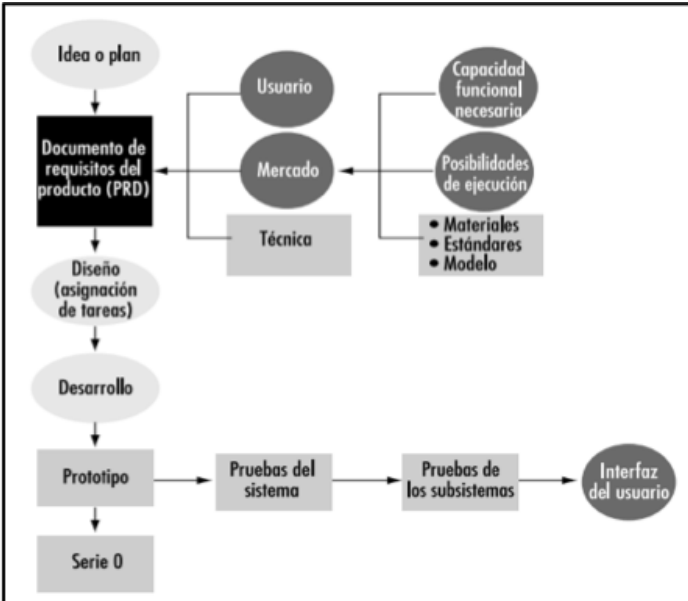 Idea o plan
Documento de
requisitos del
producto (PRD)
Usuario
Mercado
Técnica
Capacidad
funcional
necesaria
Posibilidades
de ejecución
• Materiales
• Estándares
• Modelo
Diseño
(asignación
de tareas)
Desarrollo
Prototipo
Pruebas del
sistema
Pruebas de
los subsistemas
Interfaz
del usuario
Serie 0